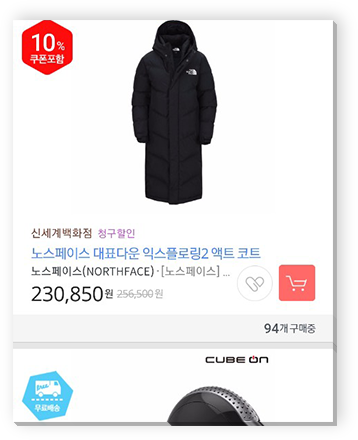 10%
쿠폰포함
THE NORTH FACE
신세계백화점 청구할인
노스페이스 대표다운 익스플로링2 액트 코트
노스페이스(NORTHFACE) · [노스페이스] ...
230,850원 256,500원
94개 구매중
CUBE ON
free
무료배송